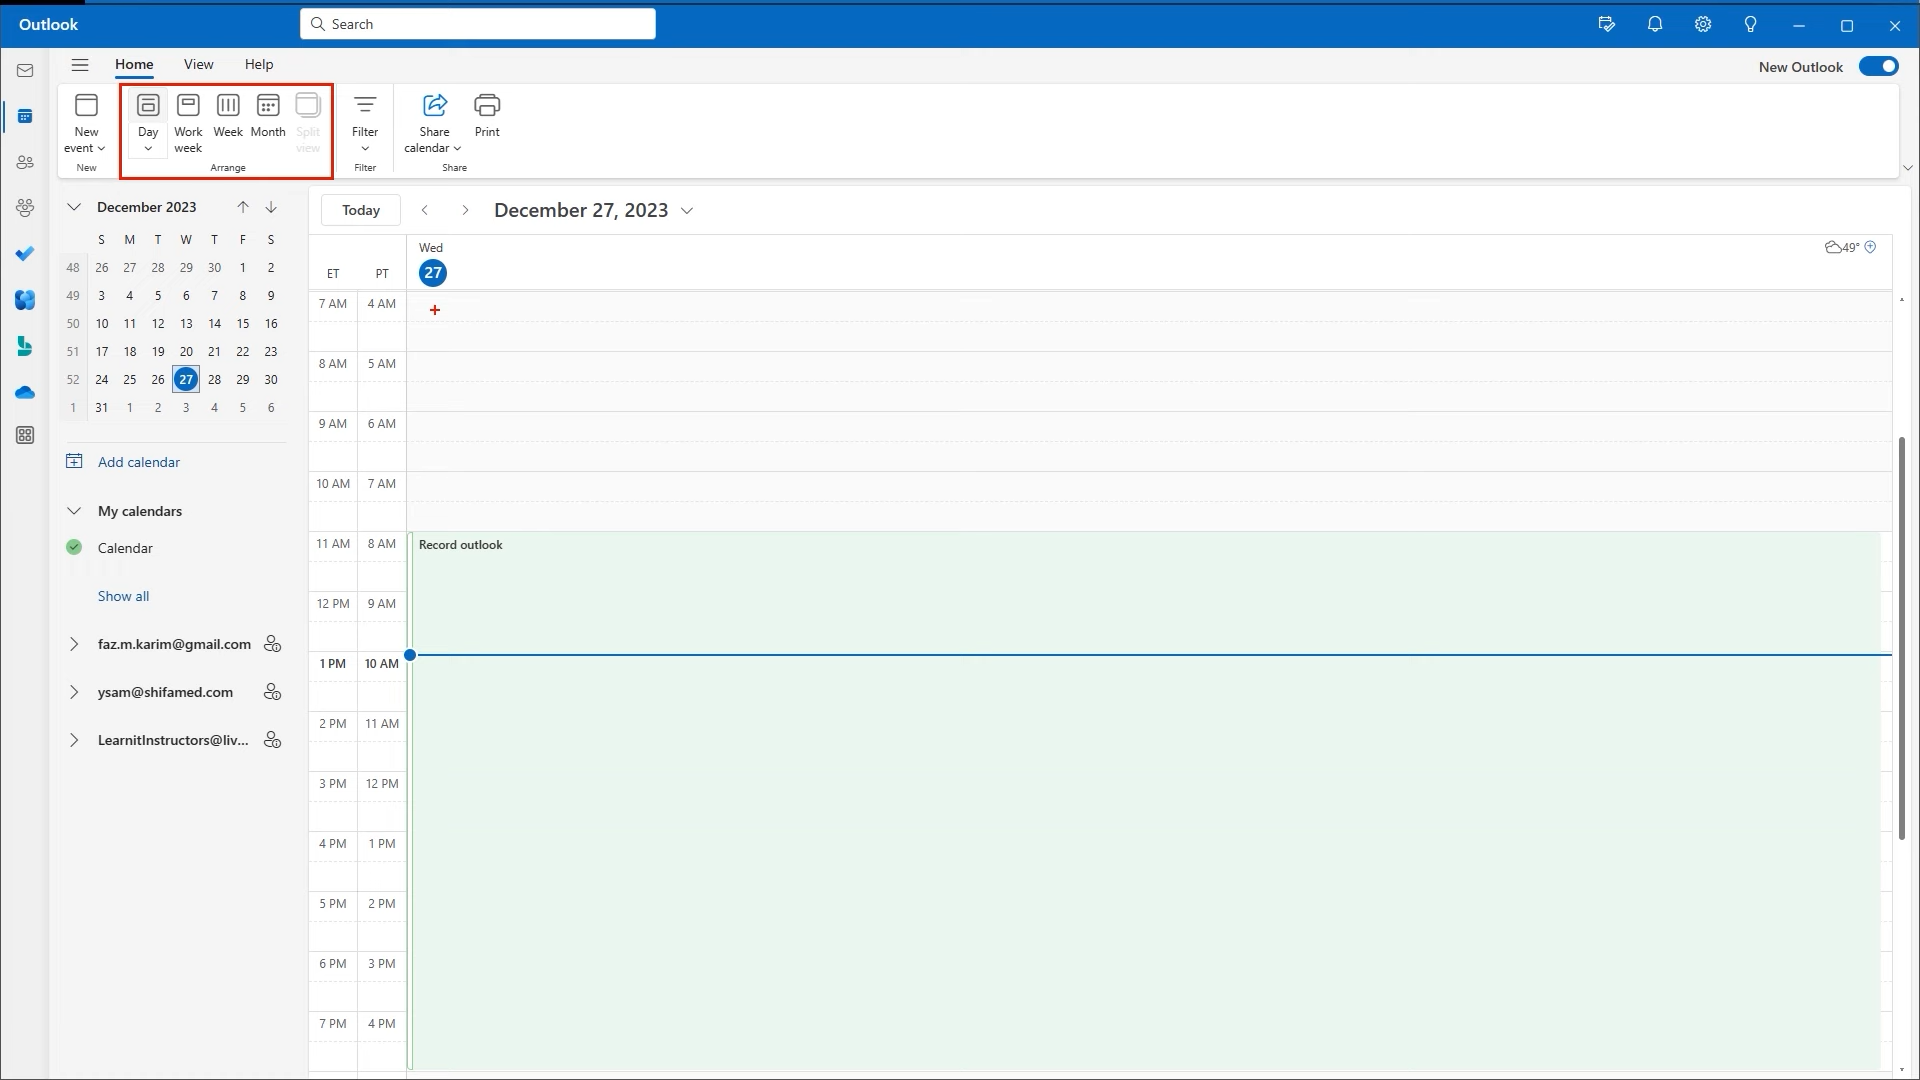 Outlook
Search
Home View Help
New Outlook
New event
Day
Work week
Week
Month
Split view
Filter
Share calendar
Print
New
Arrange
Filter
Share
December 2023
S M T W T F S
48 26 27 28 29 30 1 2
49 3 4 5 6 7 8 9
50 10 11 12 13 14 15 16
51 17 18 19 20 21 22 23
52 24 25 26 27 28 29 30
1 31 1 2 3 4 5 6
Add calendar
My calendars
Calendar
Show all
faz.m.karim@gmail.com
ysam@shifamed.com
LearnitInstructors@liv...
Today
December 27, 2023
Wed
27
49°
ET PT
7 AM 4 AM
8 AM 5 AM
9 AM 6 AM
10 AM 7 AM
11 AM 8 AM Record outlook
12 PM 9 AM
1 PM 10 AM
2 PM 11 AM
3 PM 12 PM
4 PM 1 PM
5 PM 2 PM
6 PM 3 PM
7 PM 4 PM